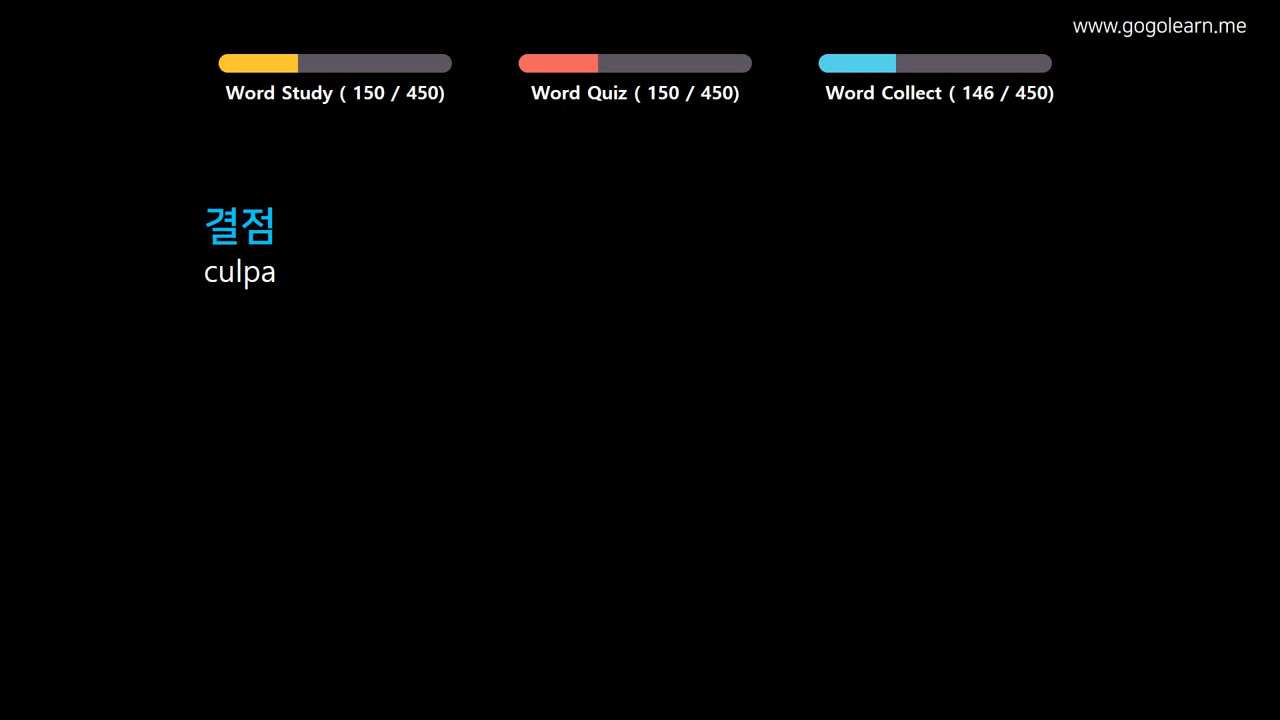 www.gogolearn.me
Word Study ( 150 / 450)
Word Quiz ( 150 / 450)
Word Collect ( 146 / 450)
결점
culpa